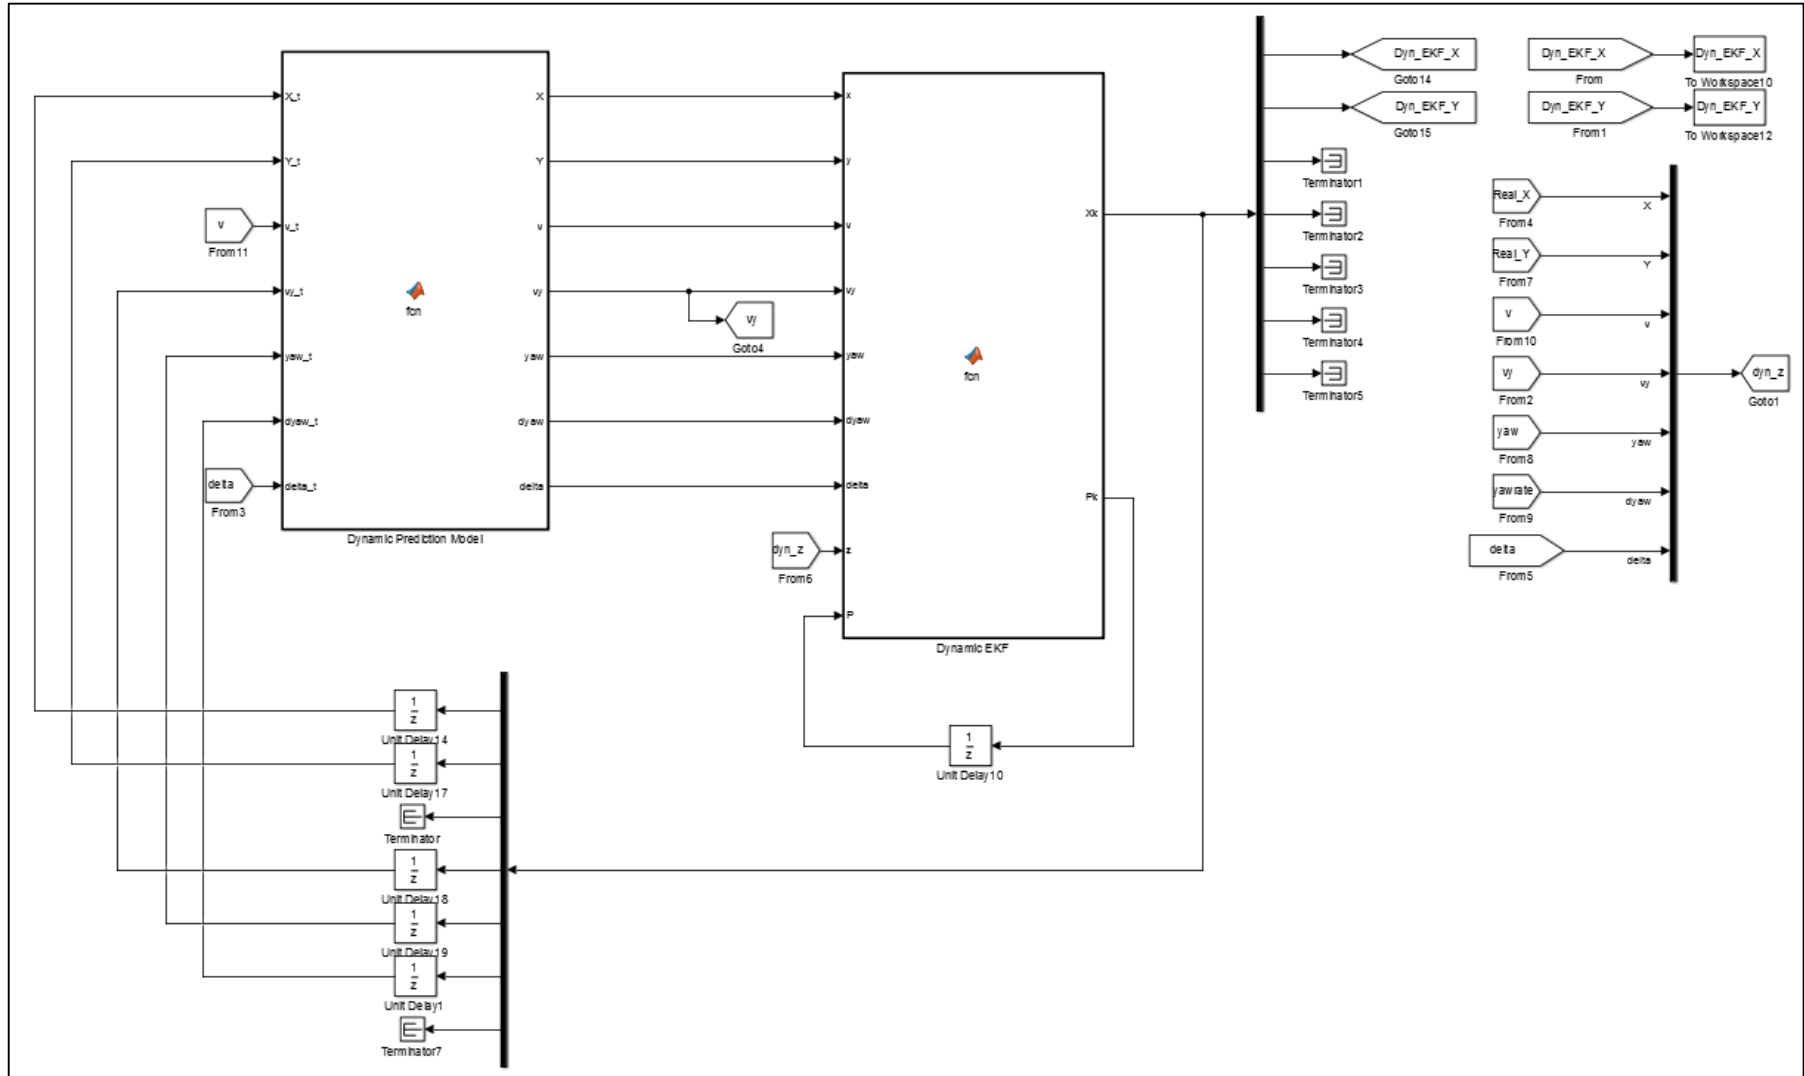 X_t
Y_t
v
From11
v_t
vy_t
yaw_t
dyaw_t
delta
From3
delta_t
fcn
X
Y
v
vy
yaw
dyaw
delta
Dynamic Prediction Model
vy
Goto4
x
y
v
vy
yaw
dyaw
delta
dyn_z
From6
z
P
fcn
Xk
Pk
Dynamic EKF
1
z
Unit Delay10
Dyn_EKF_X
Goto14
Dyn_EKF_Y
Goto15
Terminator1
Terminator2
Terminator3
Terminator4
Terminator5
Dyn_EKF_X
From
Dyn_EKF_X
To Workspace10
Dyn_EKF_Y
From1
Dyn_EKF_Y
To Workspace12
Real_X
From4
X
Real_Y
From7
Y
v
From10
v
vy
From2
vy
yaw
From8
yaw
yawrate
From9
dyaw
delta
From5
delta
dyn_z
Goto1
1
z
Unit Delay14
1
z
Unit Delay17
Terminator
1
z
Unit Delay18
1
z
Unit Delay19
1
z
Unit Delay1
Terminator7